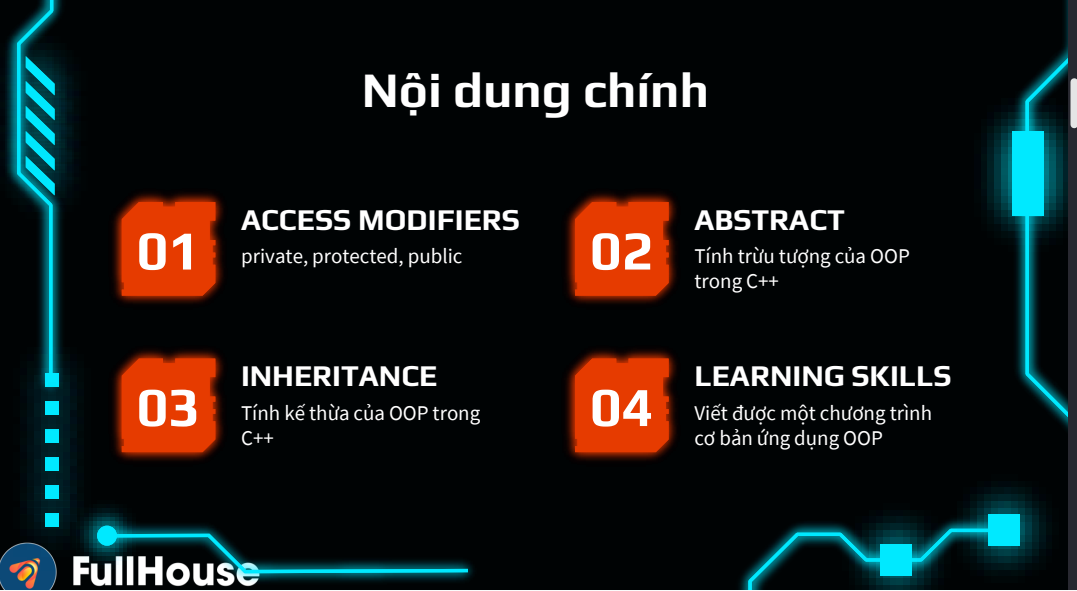 Nội dung chính
01
ACCESS MODIFIERS
private, protected, public
02
ABSTRACT
Tính trừu tượng của OOP
trong C++
03
INHERITANCE
Tính kế thừa của OOP trong
C++
04
LEARNING SKILLS
Viết được một chương trình
cơ bản ứng dụng OOP
FullHouse